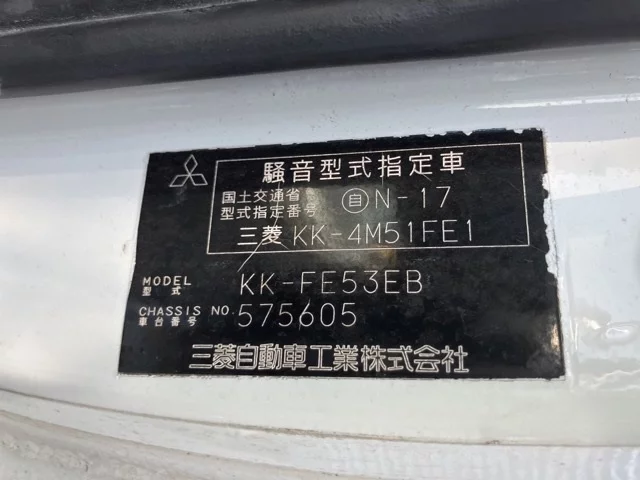 騒音型式指定車
国土交通省
型式指定番号 ㊀N-17
三菱 KK-4M51FE1
MODEL
型式 KK-FE53EB
CHASSIS NO.
車台番号 575605
三菱自動車工業株式会社